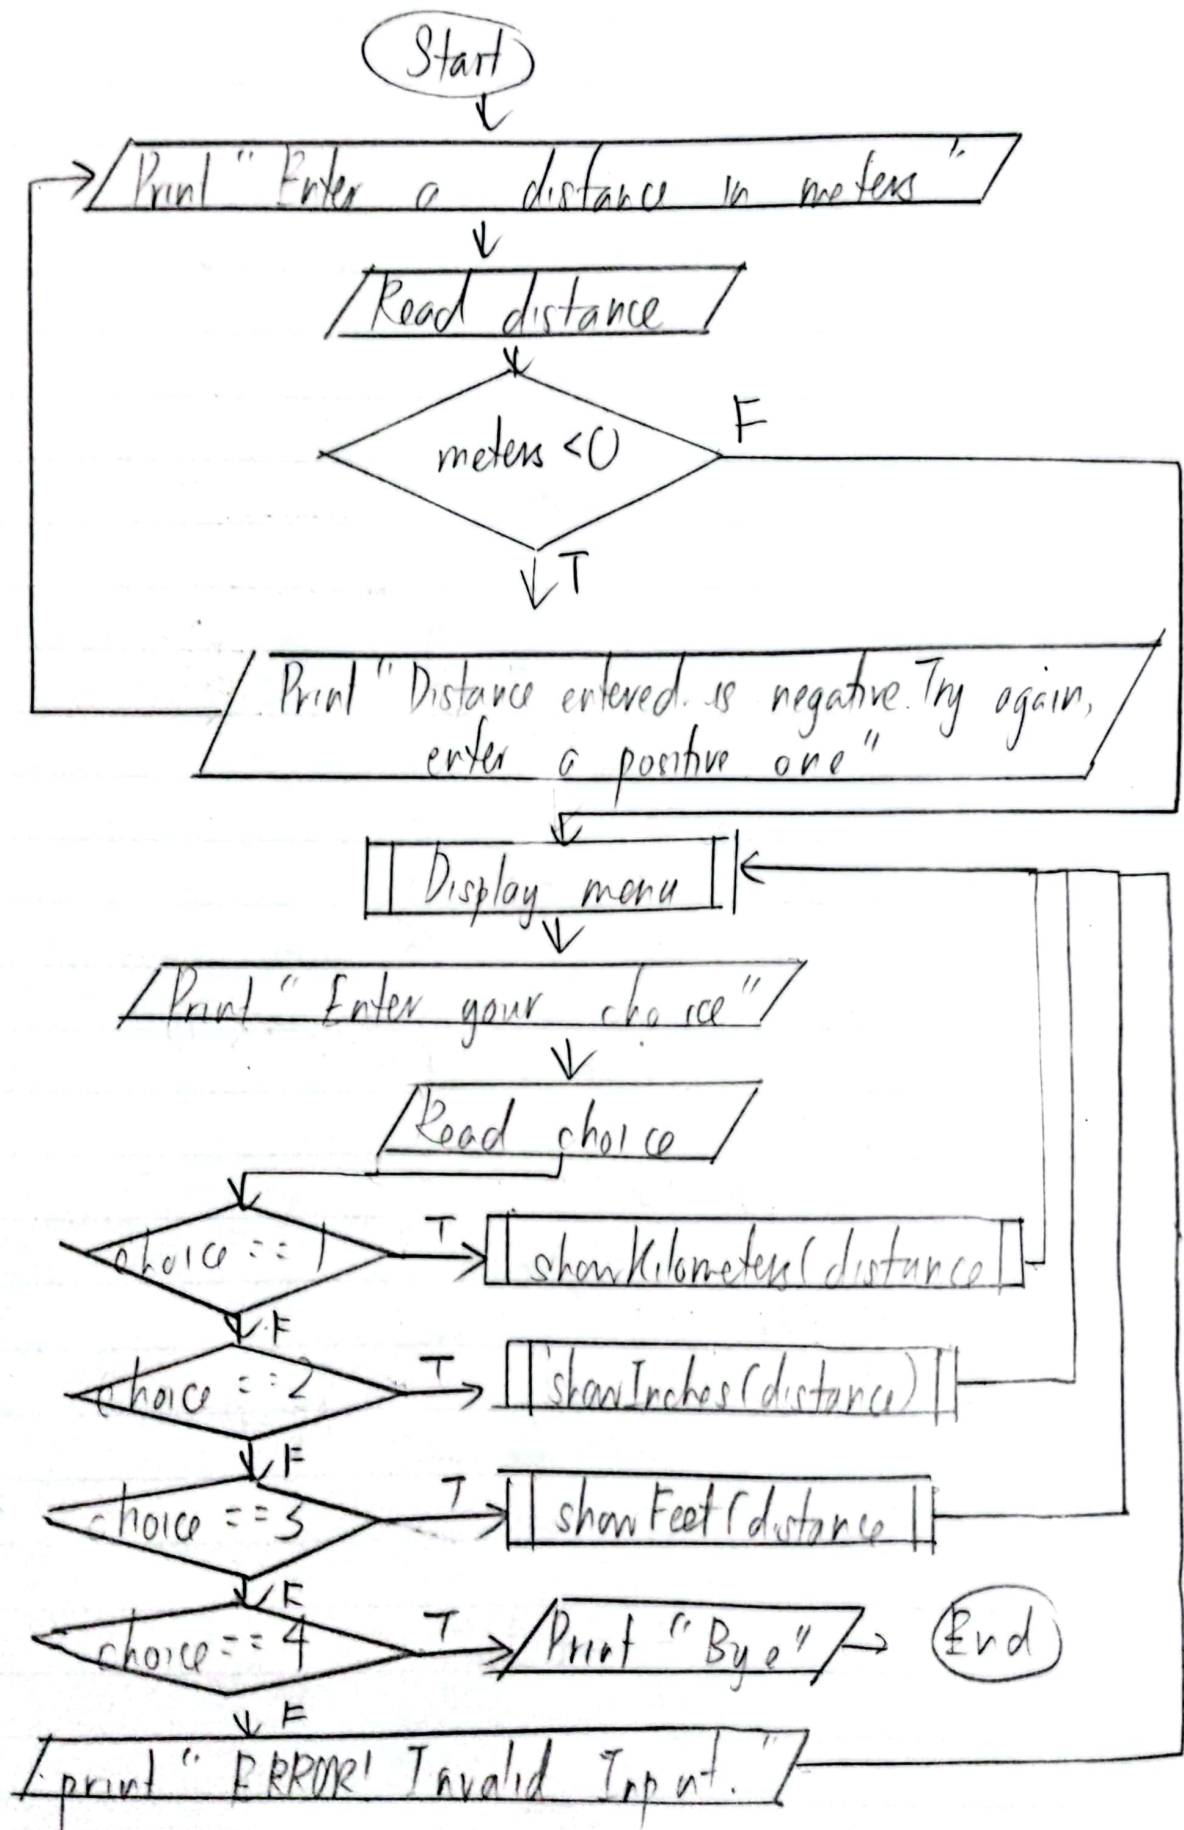 Start
Print "Enter a distance in meters"
Read distance
meters <0
F
T
Print "Distance entered is negative. Try again,
enter a positive one"
Display menu
Print "Enter your choice"
Read choice
choice == 1
T
showKilometers(distance
F
choice == 2
T
showInches(distance)
F
choice == 3
T
showFeet(distance
F
choice == 4
T
Print "Bye"
End
F
print "ERROR! Invalid Input."